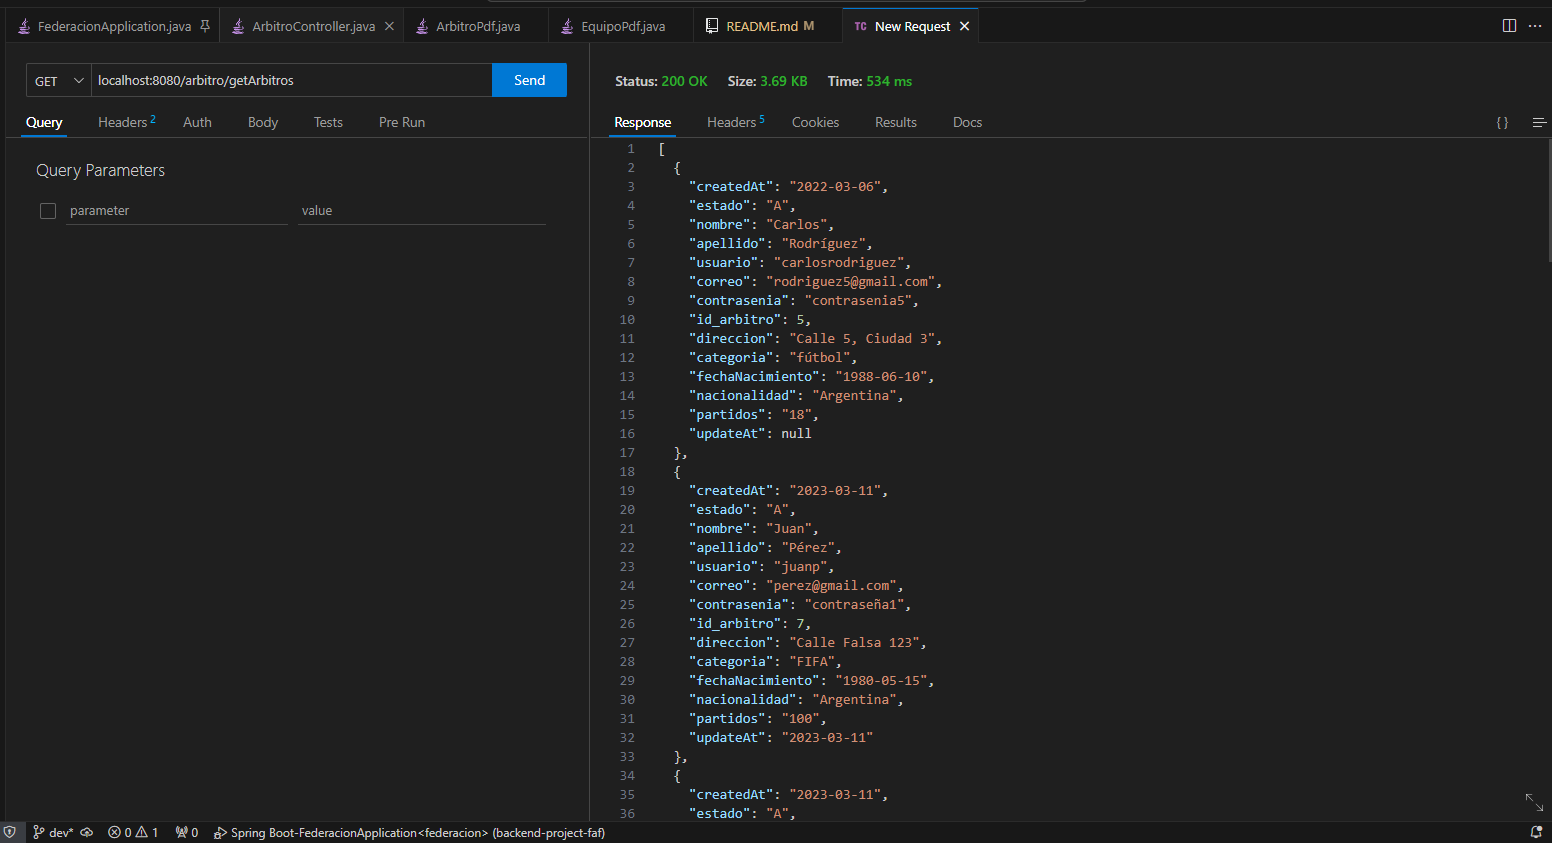 FederacionApplication.java ArbitroController.java ArbitroPdf.java EquipoPdf.java README.md M TC New Request
GET localhost:8080/arbitro/getArbitros Send
Status: 200 OK Size: 3.69 KB Time: 534 ms
Query Headers 2 Auth Body Tests Pre Run
Response Headers 5 Cookies Results Docs { }
Query Parameters
parameter value
1 [
2 {
3 "createdAt": "2022-03-06",
4 "estado": "A",
5 "nombre": "Carlos",
6 "apellido": "Rodríguez",
7 "usuario": "carlosrodriguez",
8 "correo": "rodriguez5@gmail.com",
9 "contrasenia": "contrasenia5",
10 "id_arbitro": 5,
11 "direccion": "Calle 5, Ciudad 3",
12 "categoria": "fútbol",
13 "fechaNacimiento": "1988-06-10",
14 "nacionalidad": "Argentina",
15 "partidos": "18",
16 "updateAt": null
17 },
18 {
19 "createdAt": "2023-03-11",
20 "estado": "A",
21 "nombre": "Juan",
22 "apellido": "Pérez",
23 "usuario": "juanp",
24 "correo": "perez@gmail.com",
25 "contrasenia": "contraseña1",
26 "id_arbitro": 7,
27 "direccion": "Calle Falsa 123",
28 "categoria": "FIFA",
29 "fechaNacimiento": "1980-05-15",
30 "nacionalidad": "Argentina",
31 "partidos": "100",
32 "updateAt": "2023-03-11"
33 },
34 {
35 "createdAt": "2023-03-11",
36 "estado": "A",
dev* 0 1 0 Spring Boot-FederacionApplication<federacion> (backend-project-faf)